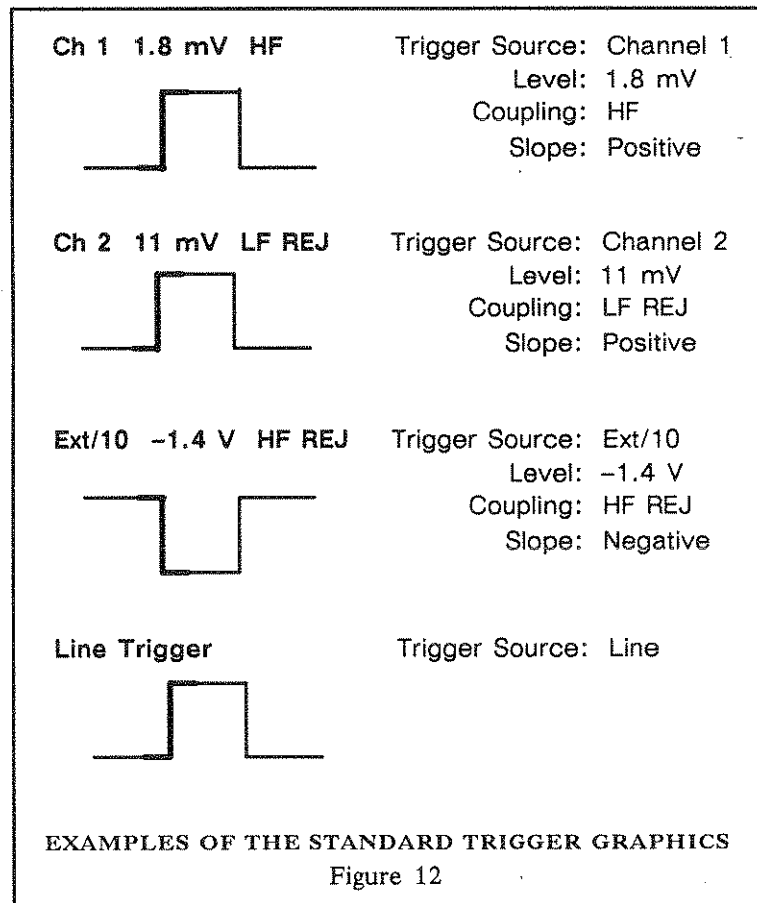 Ch 1 1.8 mV HF
Trigger Source: Channel 1
Level: 1.8 mV
Coupling: HF
Slope: Positive
Ch 2 11 mV LF REJ
Trigger Source: Channel 2
Level: 11 mV
Coupling: LF REJ
Slope: Positive
Ext/10 -1.4 V HF REJ
Trigger Source: Ext/10
Level: -1.4 V
Coupling: HF REJ
Slope: Negative
Line Trigger
Trigger Source: Line
EXAMPLES OF THE STANDARD TRIGGER GRAPHICS
Figure 12